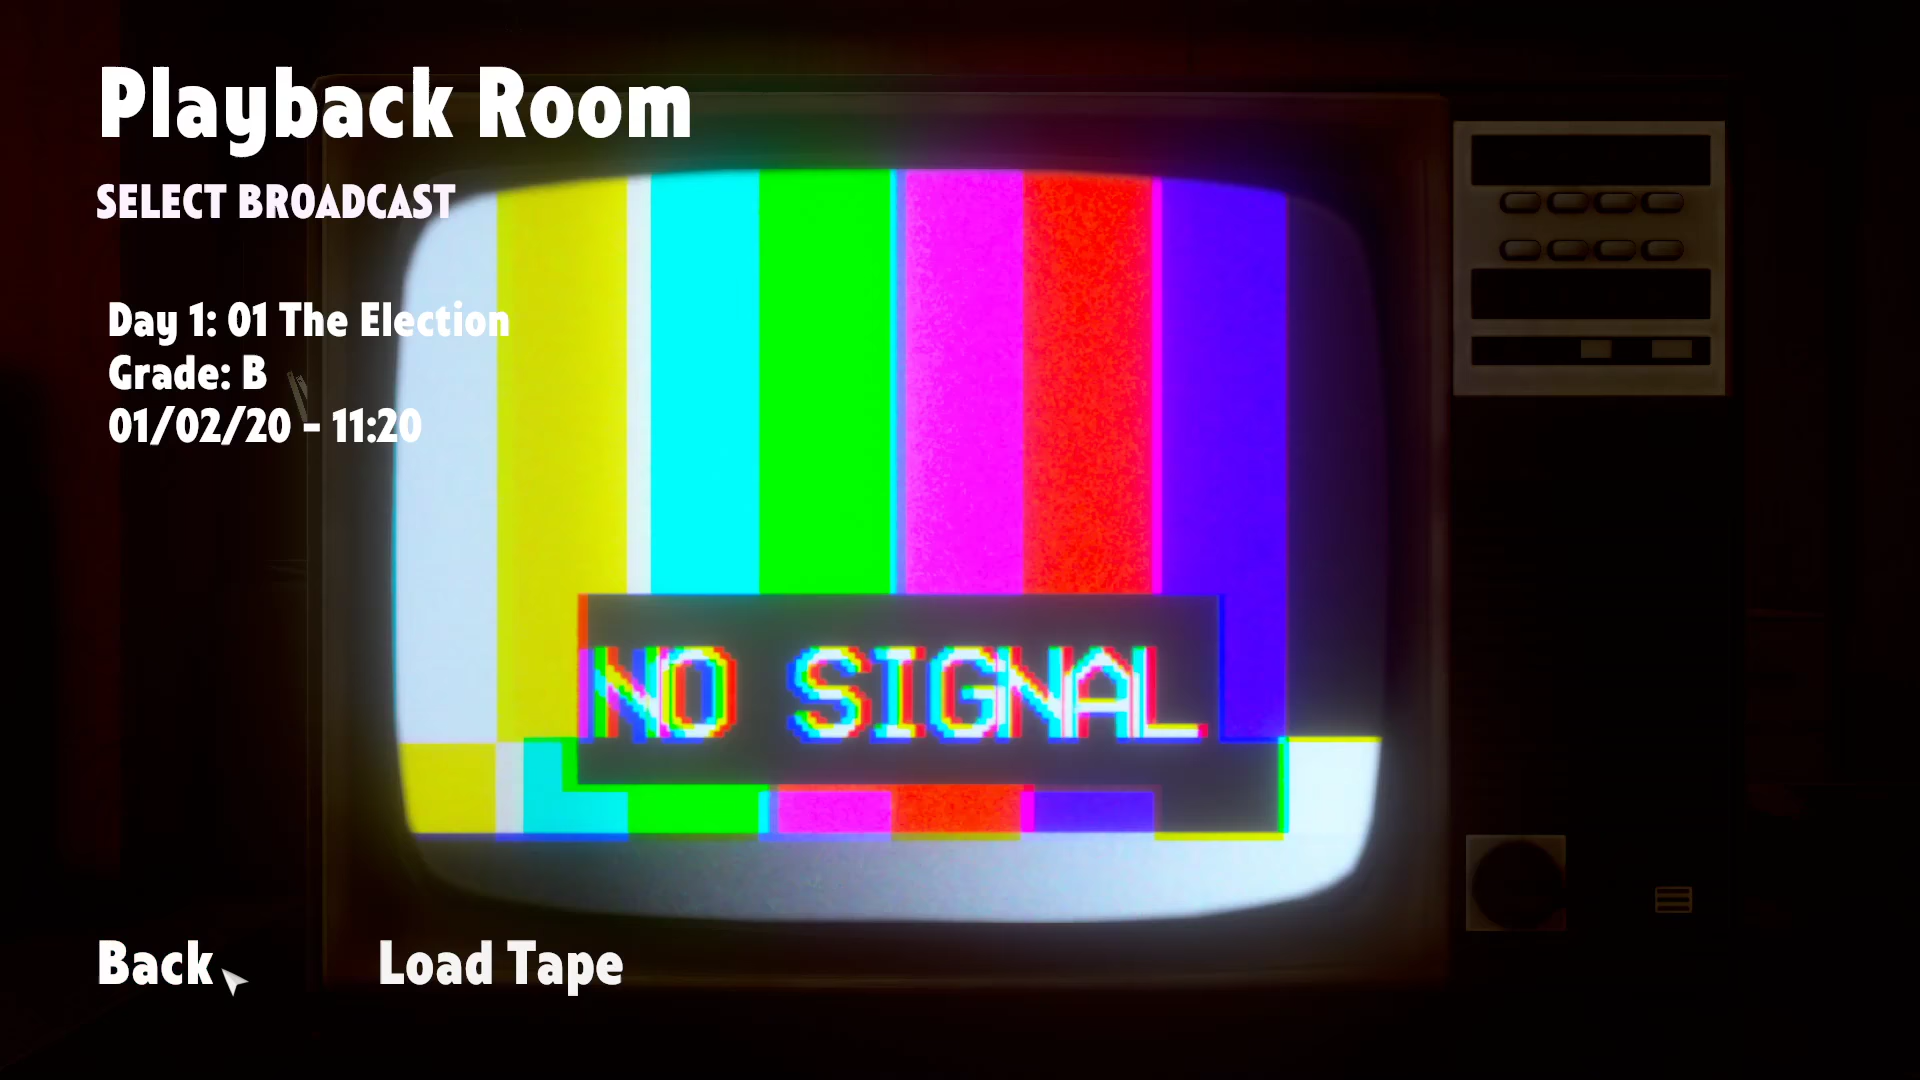 Playback Room
SELECT BROADCAST
Day 1: 01 The Election
Grade: B
01/02/20 - 11:20
NO SIGNAL
Back
Load Tape